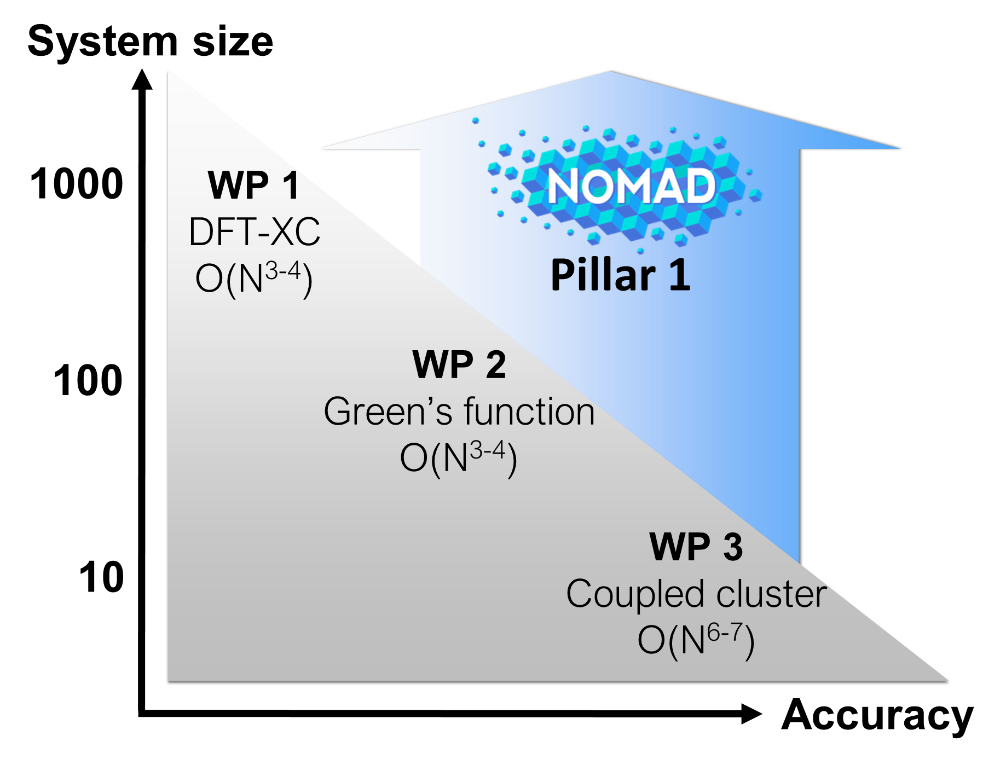 System size
1000
WP 1
DFT-XC
O(N³⁻⁴)
NOMAD
Pillar 1
100
WP 2
Green’s function
O(N³⁻⁴)
10
WP 3
Coupled cluster
O(N⁶⁻⁷)
Accuracy